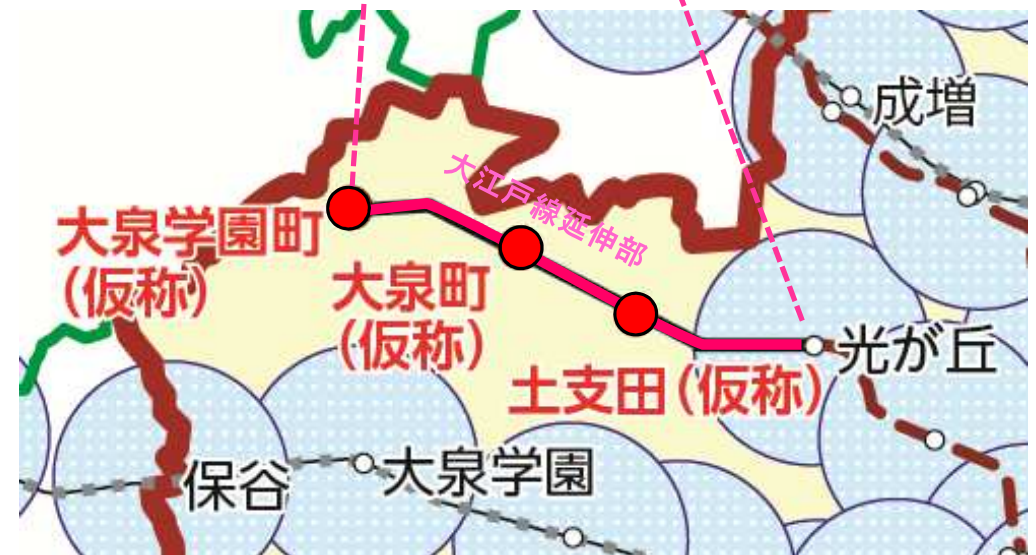 成増
大江戸線延伸部
大泉学園町
(仮称)
大泉町
(仮称)
光が丘
土支田(仮称)
大泉学園
保谷